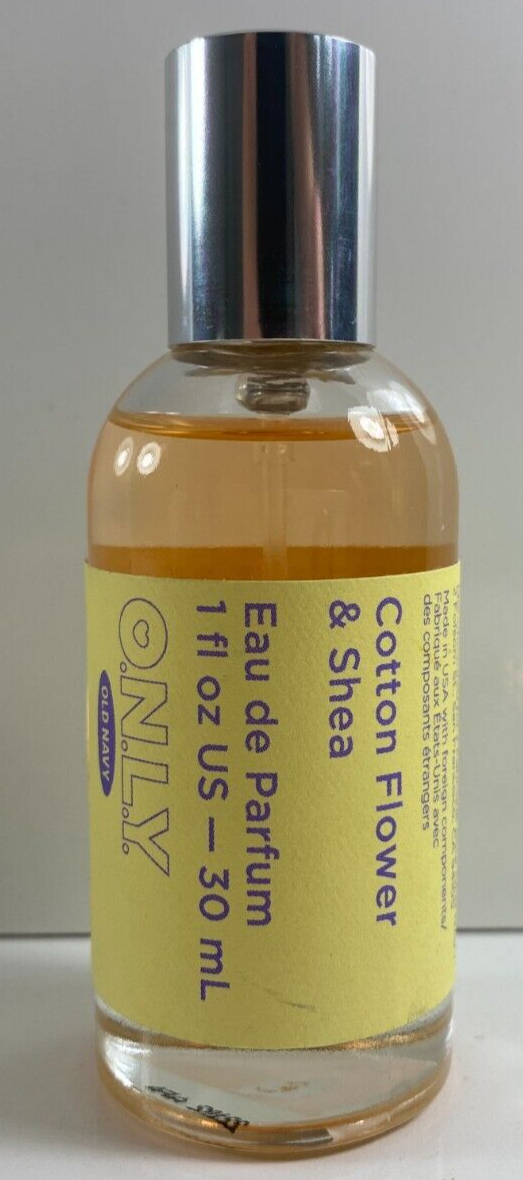 Made in USA with foreign components/
Fabriqué aux États-Unis avec
des composants étrangers
Cotton Flower
& Shea
Eau de Parfum
1 fl oz US — 30 mL
O.N.L.Y.
OLD NAVY